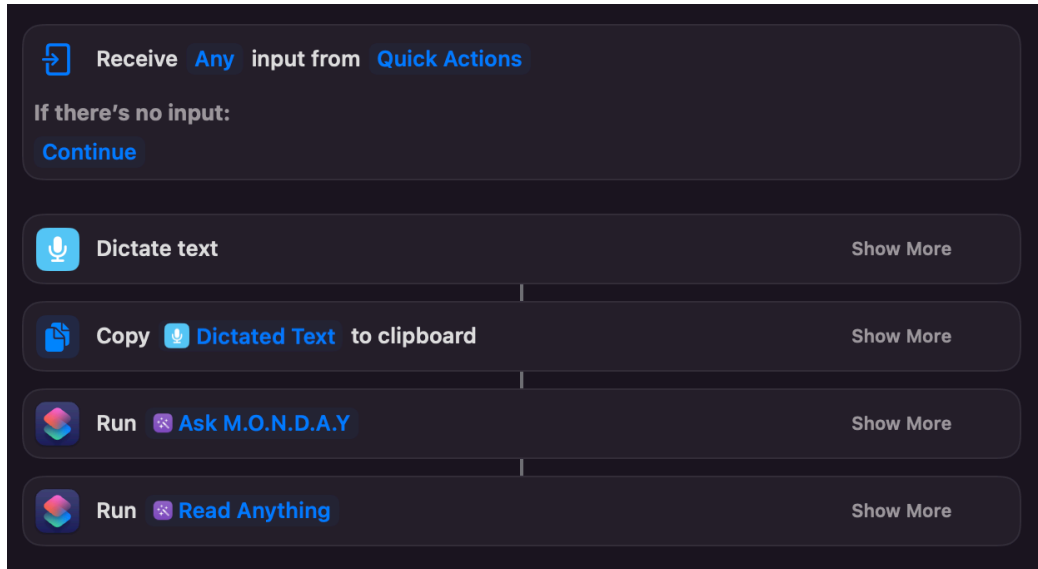 Receive Any input from Quick Actions
If there’s no input:
Continue
Dictate text Show More
Copy Dictated Text to clipboard Show More
Run Ask M.O.N.D.A.Y Show More
Run Read Anything Show More